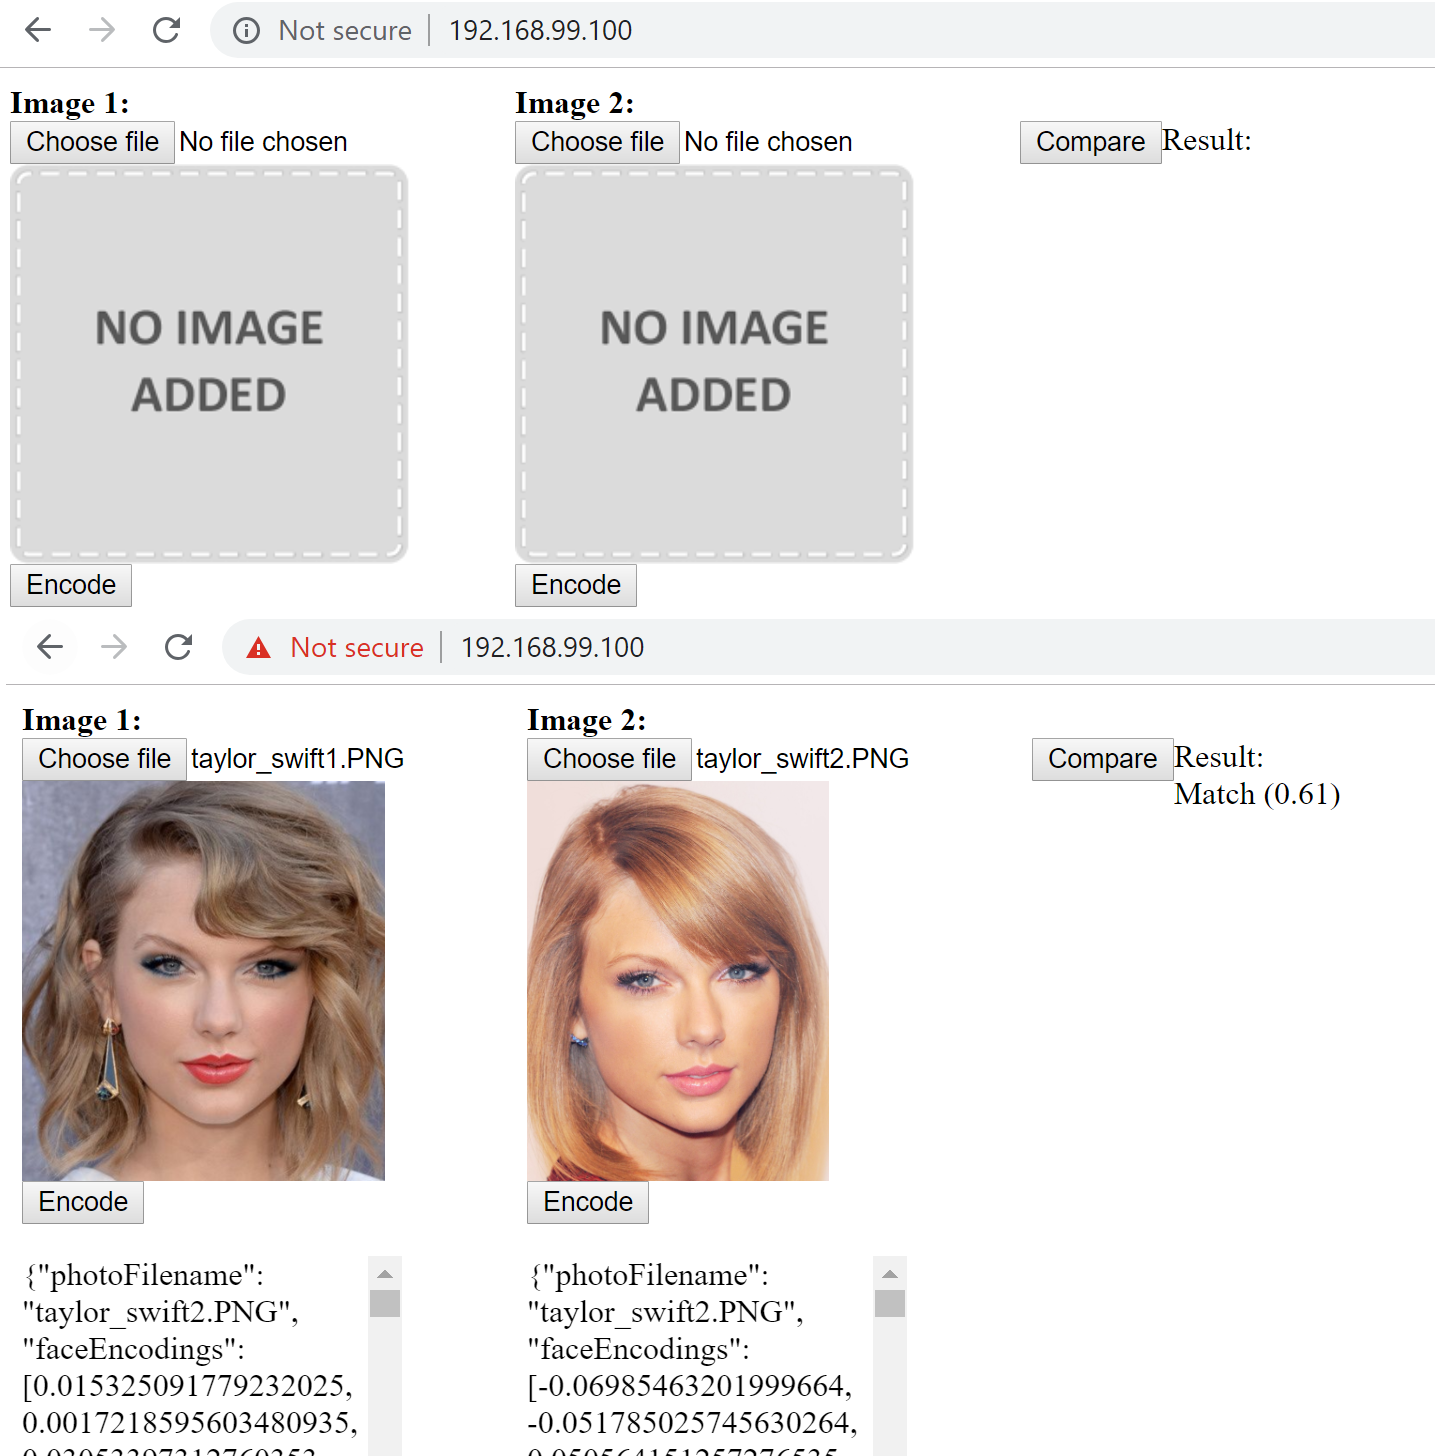 Not secure 192.168.99.100
Image 1: Image 2:
Choose file No file chosen Choose file No file chosen Compare Result:
NO IMAGE NO IMAGE
ADDED ADDED
Encode Encode
Not secure 192.168.99.100
Image 1: Image 2:
Choose file taylor_swift1.PNG Choose file taylor_swift2.PNG Compare Result:
Match (0.61)
Encode Encode
{"photoFilename": {"photoFilename":
"taylor_swift2.PNG", "taylor_swift2.PNG",
"faceEncodings": "faceEncodings":
[0.015325091779232025, [-0.06985463201999664,
0.0017218595603480935, -0.051785025745630264,